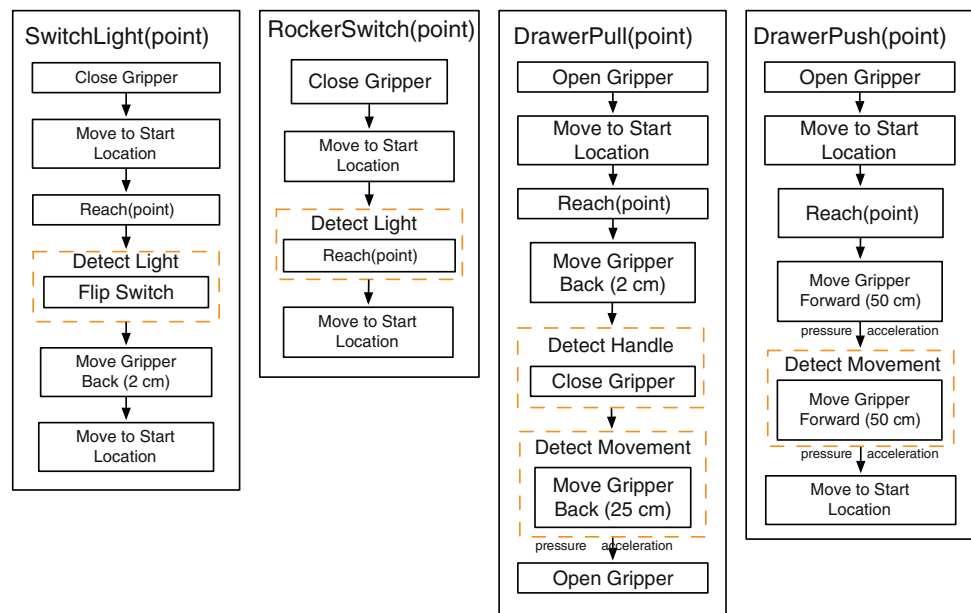 SwitchLight(point)
Close Gripper
Move to Start
Location
Reach(point)
Detect Light
Flip Switch
Move Gripper
Back (2 cm)
Move to Start
Location
RockerSwitch(point)
Close Gripper
Move to Start
Location
Detect Light
Reach(point)
Move to Start
Location
DrawerPull(point)
Open Gripper
Move to Start
Location
Reach(point)
Move Gripper
Back (2 cm)
Detect Handle
Close Gripper
Detect Movement
Move Gripper
Back (25 cm)
pressure acceleration
Open Gripper
DrawerPush(point)
Open Gripper
Move to Start
Location
Reach(point)
Move Gripper
Forward (50 cm)
pressure acceleration
Detect Movement
Move Gripper
Forward (50 cm)
pressure acceleration
Move to Start
Location